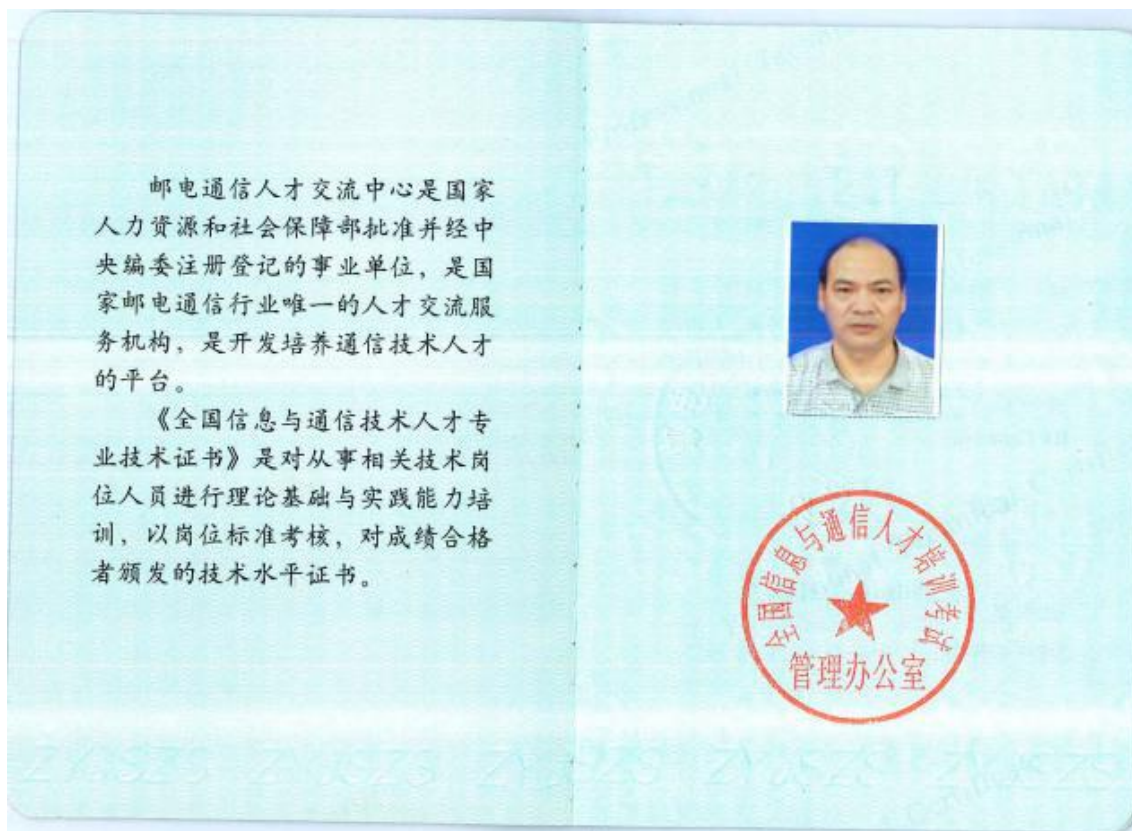 邮电通信人才交流中心是国家
人力资源和社会保障部批准并经中
央编委注册登记的事业单位，是国
家邮电通信行业唯一的人才交流服
务机构，是开发培养通信技术人才
的平台。
《全国信息与通信技术人才专
业技术证书》是对从事相关技术岗
位人员进行理论基础与实践能力培
训，以岗位标准考核，对成绩合格
者颁发的技术水平证书。
全国信息与通信人才培训考试
管理办公室